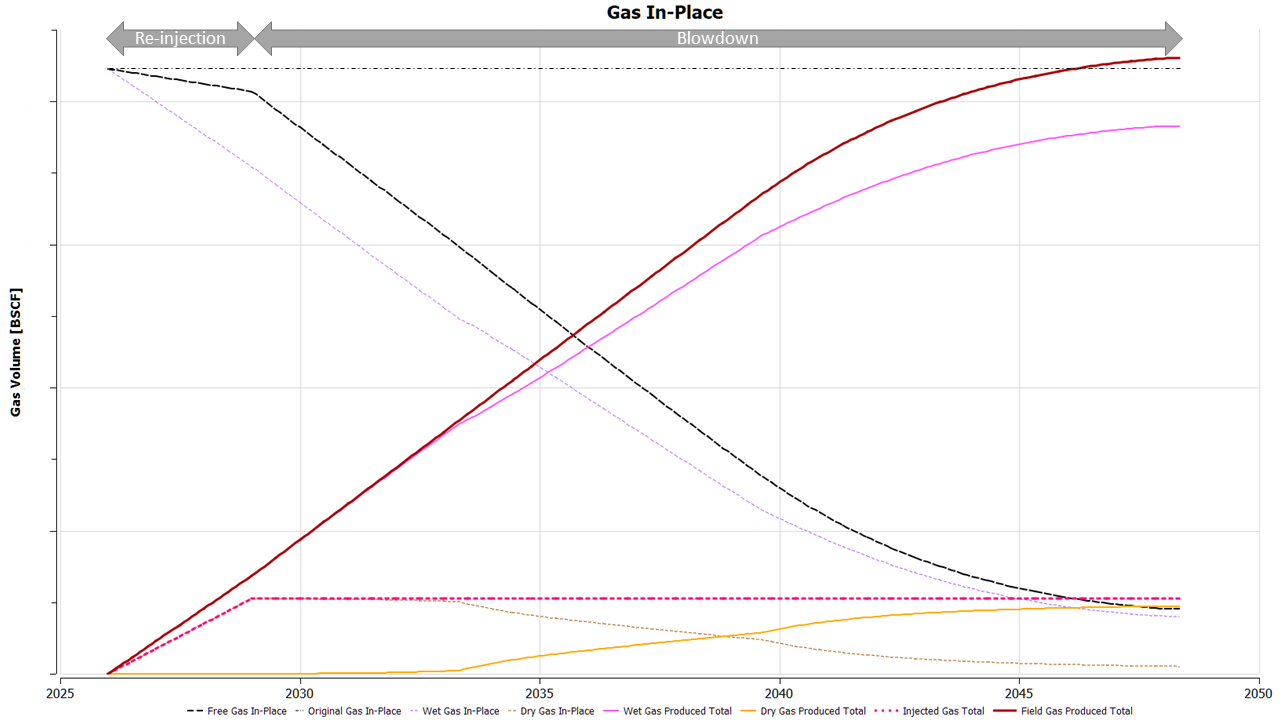 Gas In-Place
Re-injection
Blowdown
Gas Volume [BSCF]
2025 2030 2035 2040 2045 2050
Free Gas In-Place Original Gas In-Place Wet Gas In-Place Dry Gas In-Place Wet Gas Produced Total Dry Gas Produced Total Injected Gas Total Field Gas Produced Total